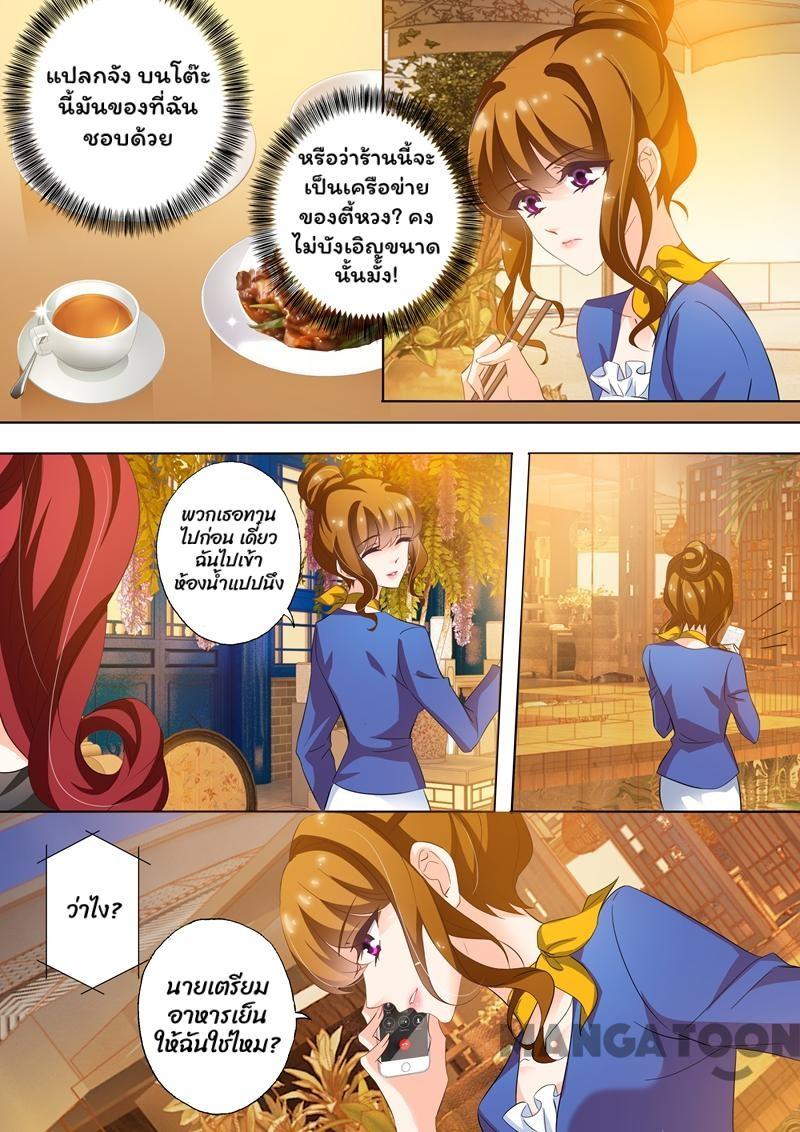 แปลกจัง บนโต๊ะ
นี้มันของที่ฉัน
ชอบด้วย
หรือว่าร้านนี้จะ
เป็นเครือข่าย
ของตี้หวง? คง
ไม่บังเอิญขนาด
นั้นมั้ง!
พวกเธอทาน
ไปก่อน เดี๋ยว
ฉันไปเข้า
ห้องน้ำแปปนึง
ว่าไง?
นายเตรียม
อาหารเย็น
ให้ฉันใช่ไหม?
MANGATOON